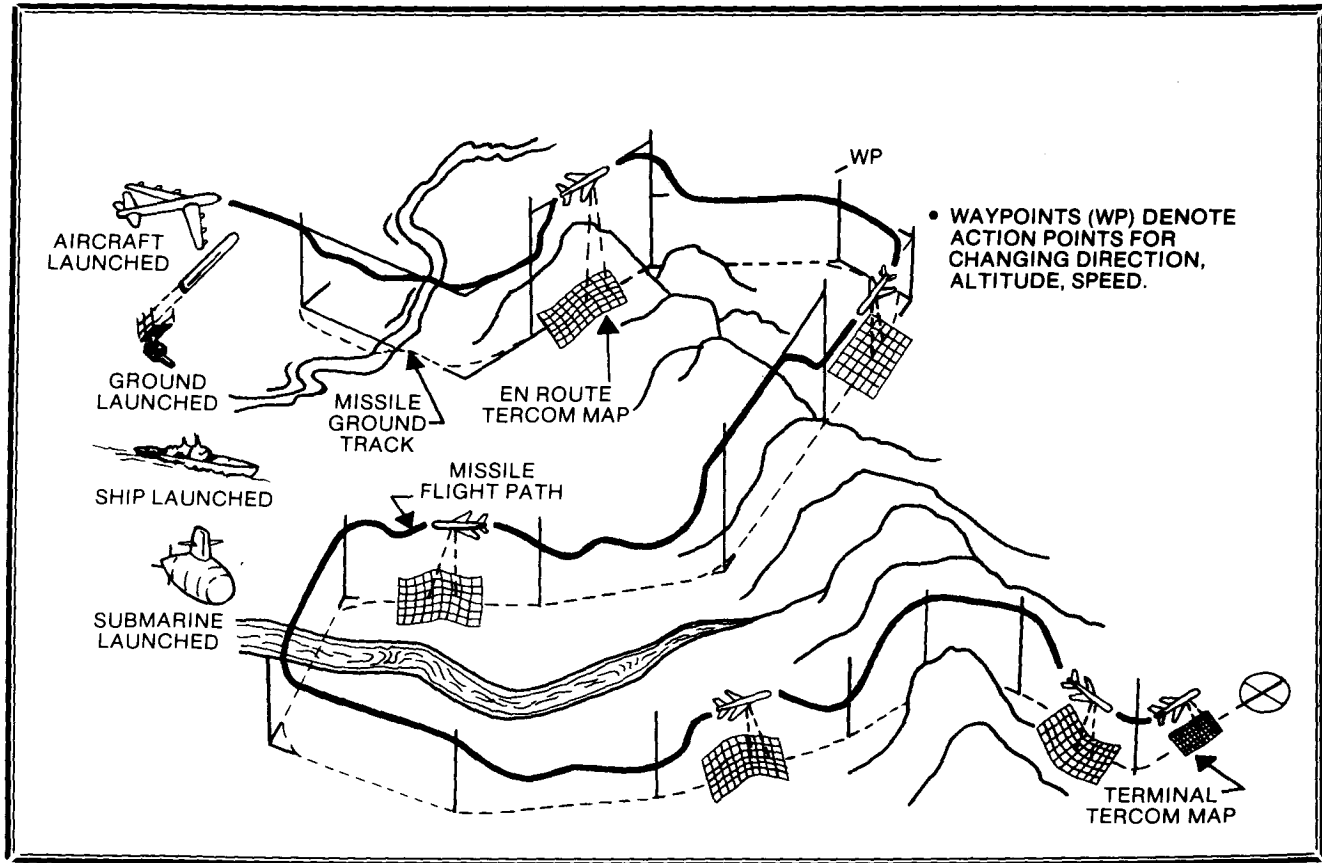 WP
• WAYPOINTS (WP) DENOTE
ACTION POINTS FOR
CHANGING DIRECTION,
ALTITUDE, SPEED.
AIRCRAFT
LAUNCHED
GROUND
LAUNCHED
MISSILE
GROUND
TRACK
EN ROUTE
TERCOM MAP
SHIP LAUNCHED
MISSILE
FLIGHT PATH
SUBMARINE
LAUNCHED
TERMINAL
TERCOM MAP